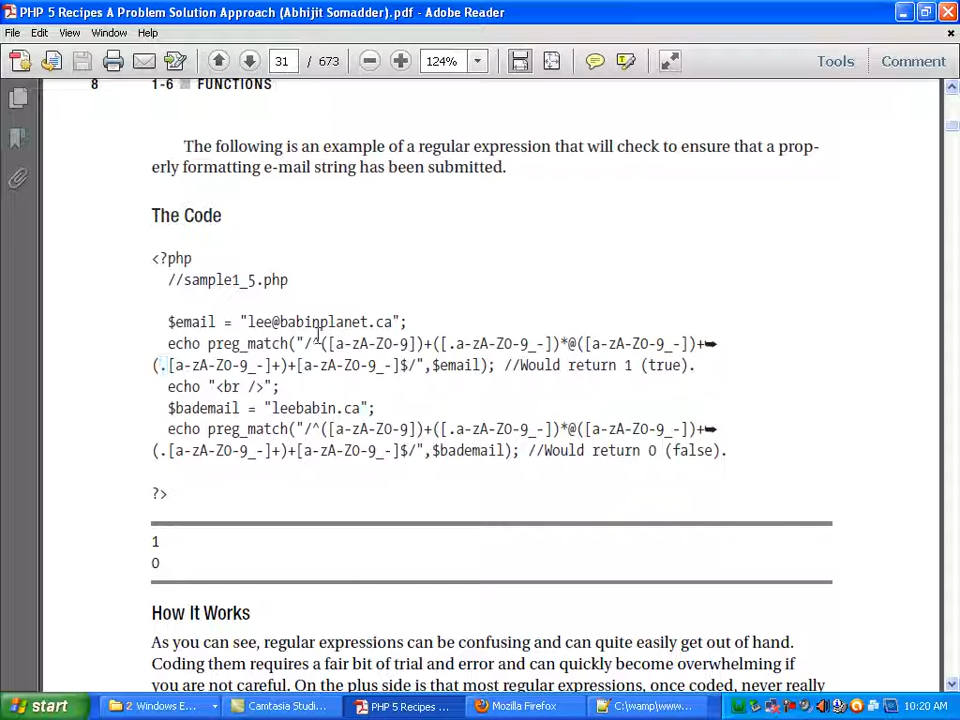 PHP 5 Recipes A Problem Solution Approach (Abhijit Somadder).pdf - Adobe Reader
File Edit View Window Help
31 / 673 124% Tools Comment
8 1-6 FUNCTIONS
The following is an example of a regular expression that will check to ensure that a prop-
erly formatting e-mail string has been submitted.
The Code
<?php
//sample1_5.php
$email = "lee@babinplanet.ca";
echo preg_match("/^([a-zA-Z0-9])+([.a-zA-Z0-9_-])*@([a-zA-Z0-9_-])+➥
(.[a-zA-Z0-9_-]+)+[a-zA-Z0-9_-]$/",$email); //Would return 1 (true).
echo "<br />";
$bademail = "leebabin.ca";
echo preg_match("/^([a-zA-Z0-9])+([.a-zA-Z0-9_-])*@([a-zA-Z0-9_-])+➥
(.[a-zA-Z0-9_-]+)+[a-zA-Z0-9_-]$/",$bademail); //Would return 0 (false).
?>
1
0
How It Works
As you can see, regular expressions can be confusing and can quite easily get out of hand.
Coding them requires a fair bit of trial and error and can quickly become overwhelming if
you are not careful. On the plus side is that most regular expressions, once coded, never really
start 2 Windows E... Camtasia Studi... PHP 5 Recipes ... Mozilla Firefox C:\wamp\www... 10:20 AM